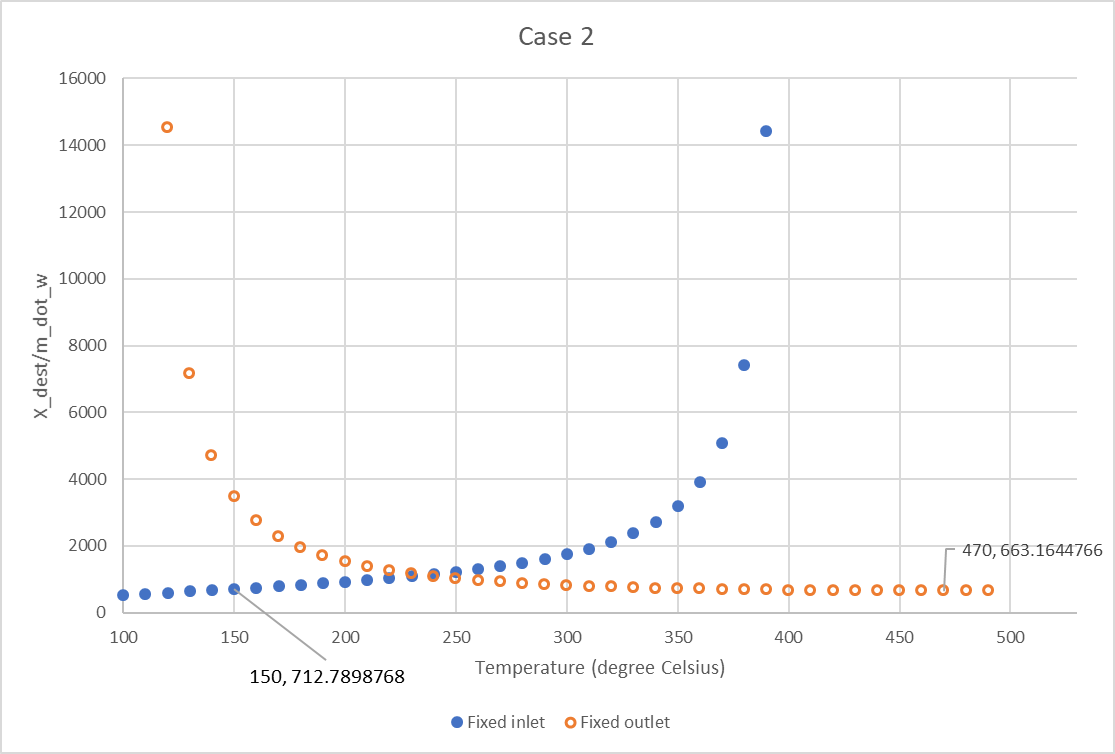 Case 2
X_dest/m_dot_w
16000
14000
12000
10000
8000
6000
4000
2000
0
470, 663.1644766
100 150 200 250 300 350 400 450 500
Temperature (degree Celsius)
150, 712.7898768
Fixed inlet Fixed outlet